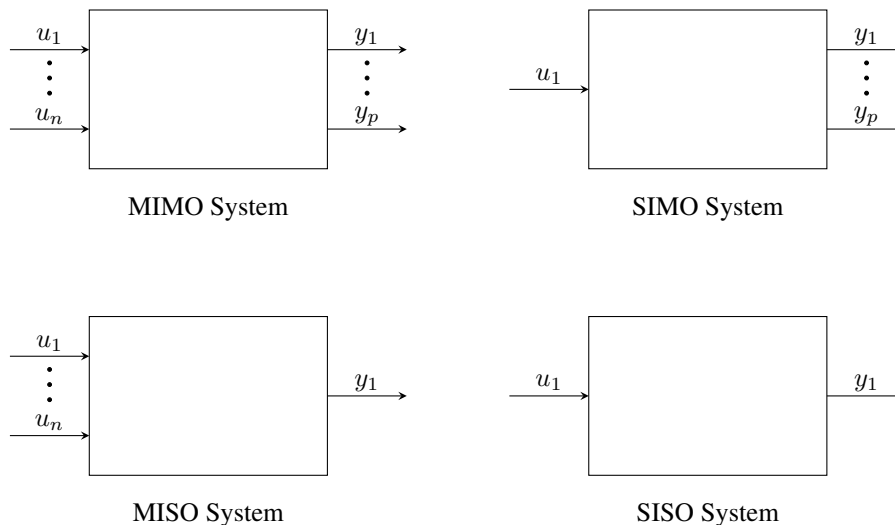 u₁
⋮
uₙ
y₁
⋮
yₚ
MIMO System
u₁
y₁
⋮
yₚ
SIMO System
u₁
⋮
uₙ
y₁
MISO System
u₁
y₁
SISO System